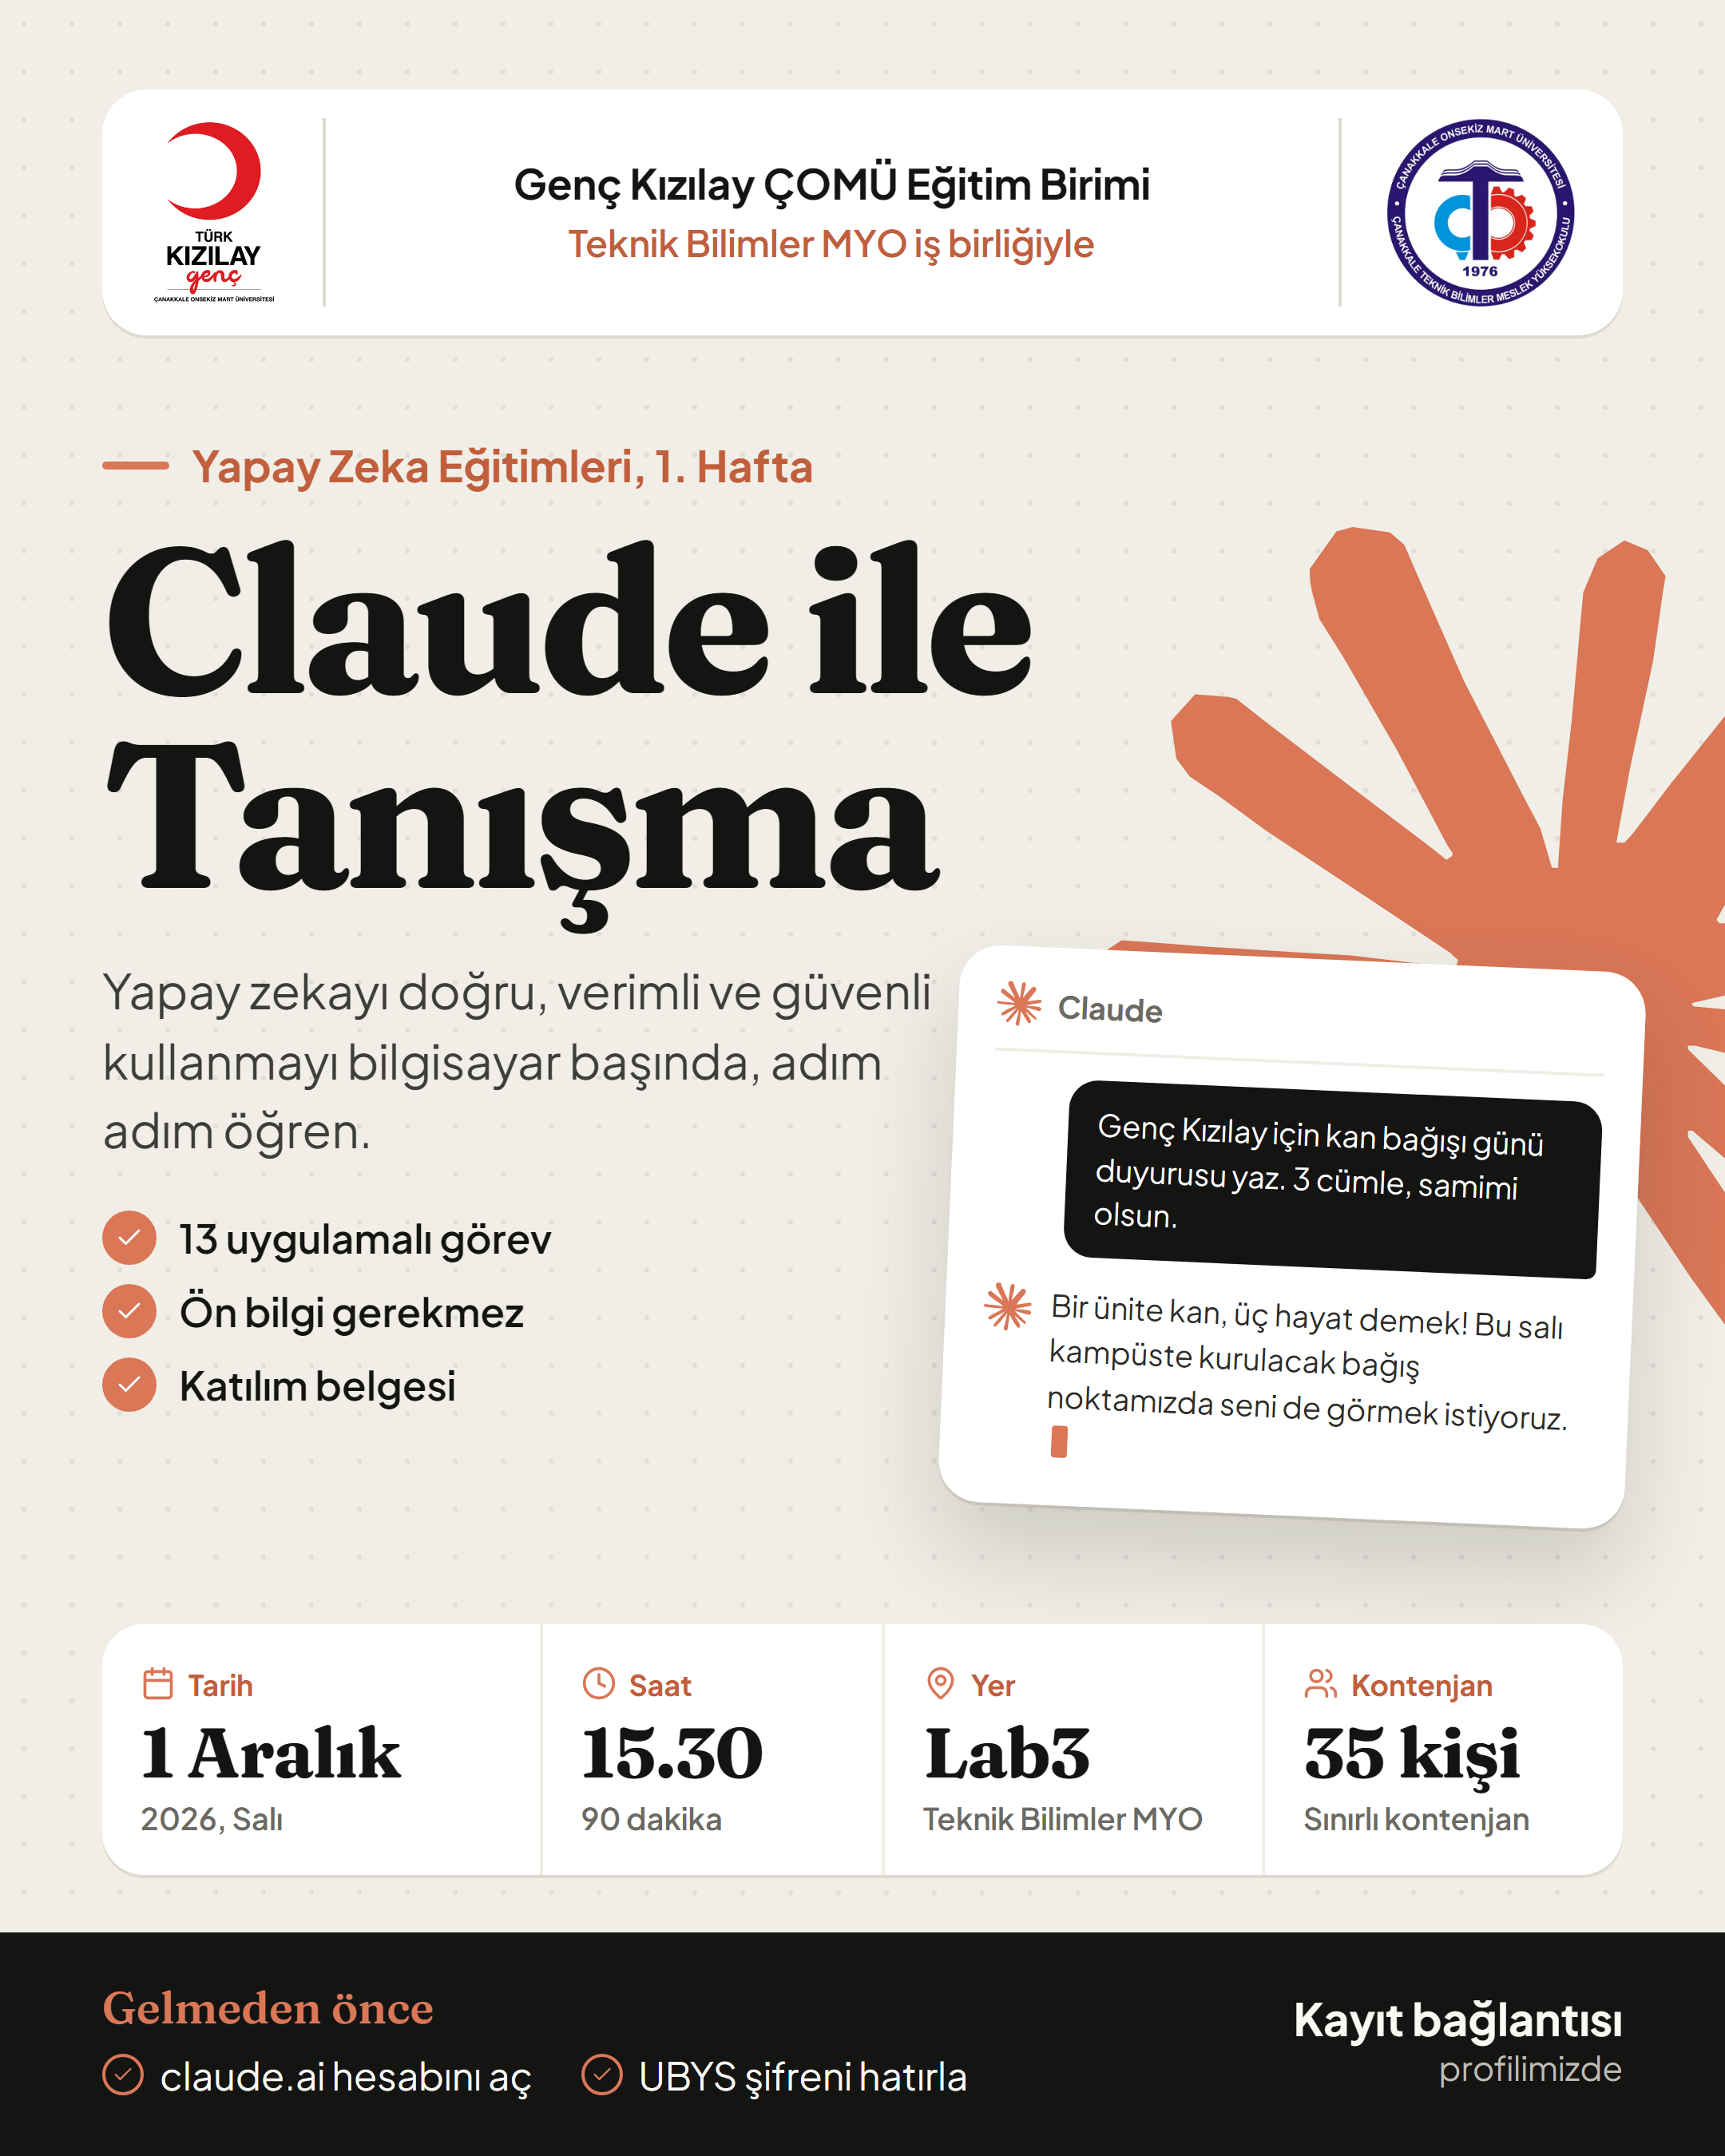 TÜRK
KIZILAY
genç
ÇANAKKALE ONSEKİZ MART ÜNİVERSİTESİ
Genç Kızılay ÇOMÜ Eğitim Birimi
Teknik Bilimler MYO iş birliğiyle
ÇANAKKALE ONSEKİZ MART ÜNİVERSİTESİ
1976
ÇANAKKALE TEKNİK BİLİMLER MESLEK YÜKSEKOKULU
Yapay Zeka Eğitimleri, 1. Hafta
Claude ile
Tanışma
Yapay zekayı doğru, verimli ve güvenli
kullanmayı bilgisayar başında, adım
adım öğren.
13 uygulamalı görev
Ön bilgi gerekmez
Katılım belgesi
Claude
Genç Kızılay için kan bağışı günü
duyurusu yaz. 3 cümle, samimi
olsun.
Bir ünite kan, üç hayat demek! Bu salı
kampüste kurulacak bağış
noktamızda seni de görmek istiyoruz.
Tarih
1 Aralık
2026, Salı
Saat
15.30
90 dakika
Yer
Lab3
Teknik Bilimler MYO
Kontenjan
35 kişi
Sınırlı kontenjan
Gelmeden önce
claude.ai hesabını aç
UBYS şifreni hatırla
Kayıt bağlantısı
profilimizde